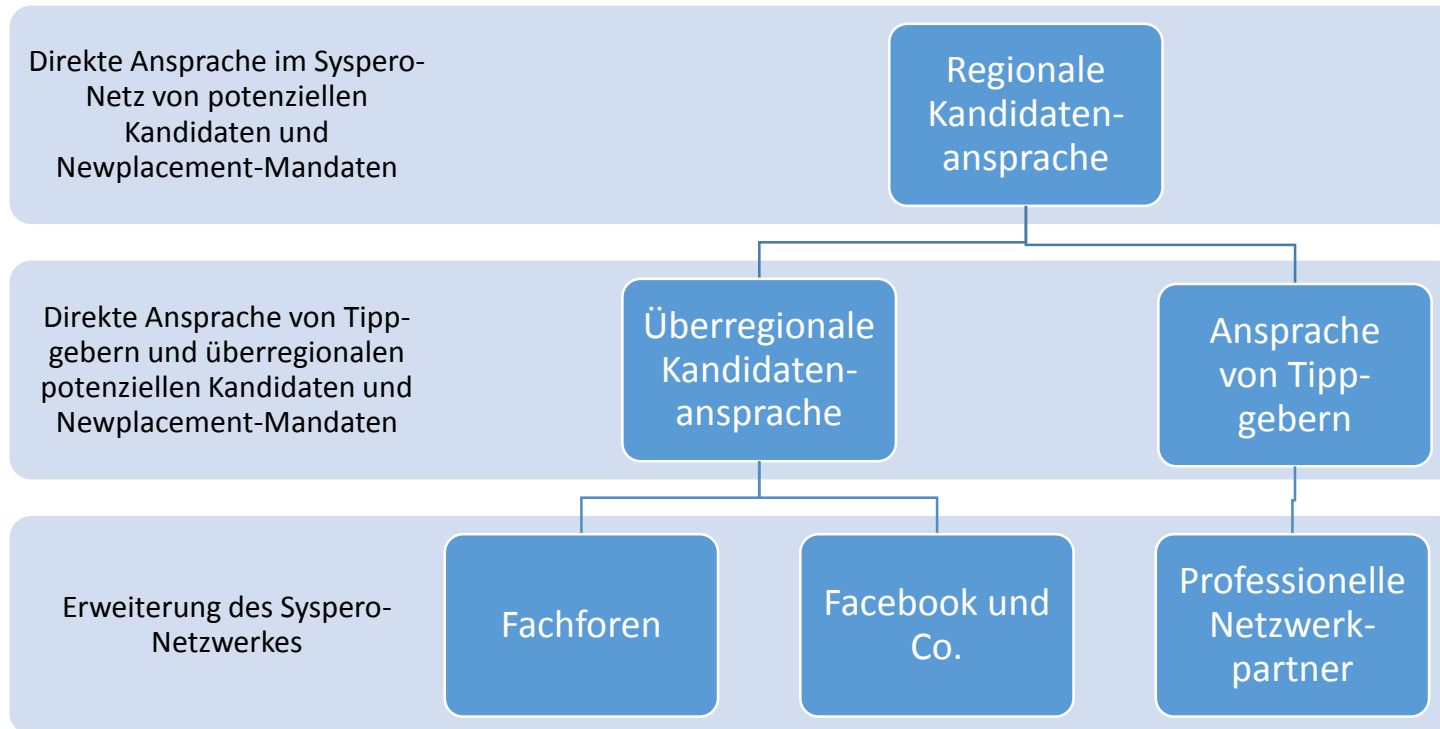 Direkte Ansprache im Syspero-
Netz von potenziellen
Kandidaten und
Newplacement-Mandaten
Regionale
Kandidaten-
ansprache
Direkte Ansprache von Tipp-
gebern und überregionalen
potenziellen Kandidaten und
Newplacement-Mandaten
Überregionale
Kandidaten-
ansprache
Ansprache
von Tipp-
gebern
Erweiterung des Syspero-
Netzwerkes
Fachforen
Facebook und
Co.
Professionelle
Netzwerk-
partner